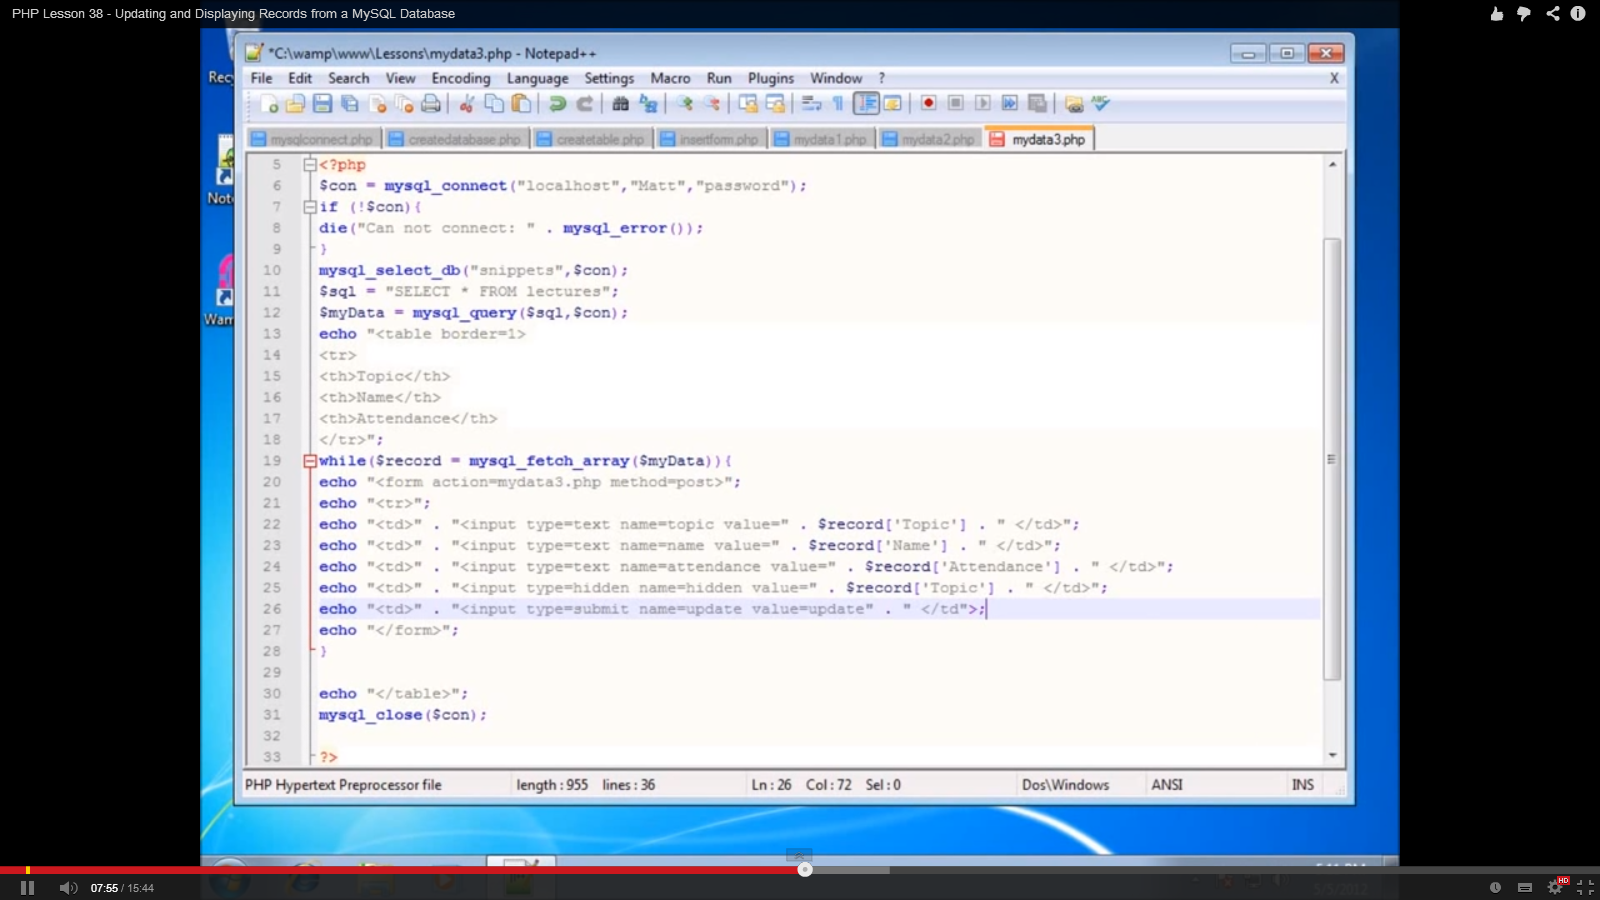 PHP Lesson 38 - Updating and Displaying Records from a MySQL Database
*C:\wamp\www\Lessons\mydata3.php - Notepad++
File Edit Search View Encoding Language Settings Macro Run Plugins Window ? X
mysqlconnect.php createdatabase.php createtable.php insertform.php mydata1.php mydata2.php mydata3.php
5 <?php
6 $con = mysql_connect("localhost","Matt","password");
7 if (!$con){
8 die("Can not connect: " . mysql_error());
9 }
10 mysql_select_db("snippets",$con);
11 $sql = "SELECT * FROM lectures";
12 $myData = mysql_query($sql,$con);
13 echo "<table border=1>
14 <tr>
15 <th>Topic</th>
16 <th>Name</th>
17 <th>Attendance</th>
18 </tr>";
19 while($record = mysql_fetch_array($myData)){
20 echo "<form action=mydata3.php method=post>";
21 echo "<tr>";
22 echo "<td>" . "<input type=text name=topic value=" . $record['Topic'] . " </td>";
23 echo "<td>" . "<input type=text name=name value=" . $record['Name'] . " </td>";
24 echo "<td>" . "<input type=text name=attendance value=" . $record['Attendance'] . " </td>";
25 echo "<td>" . "<input type=hidden name=hidden value=" . $record['Topic'] . " </td>";
26 echo "<td>" . "<input type=submit name=update value=update" . " </td">;
27 echo "</form>";
28 }
29
30 echo "</table>";
31 mysql_close($con);
32
33 ?>
PHP Hypertext Preprocessor file length : 955 lines : 36 Ln : 26 Col : 72 Sel : 0 Dos\Windows ANSI INS
07:55 / 15:44
HD